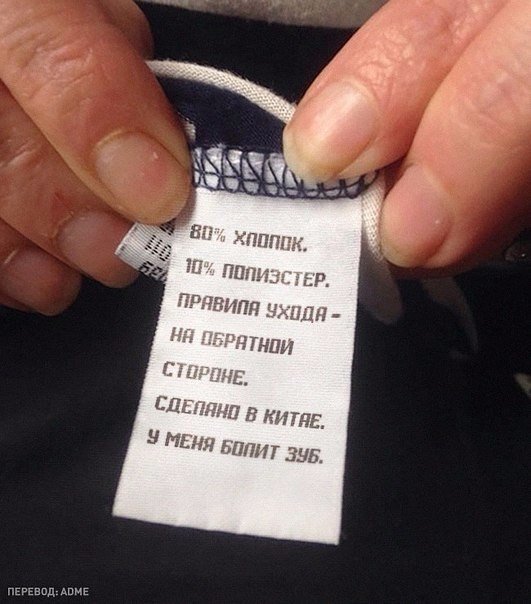 80% ХЛОПОК.
10% ПОЛИЭСТЕР.
ПРАВИЛА УХОДА -
НА ОБРАТНОЙ
СТОРОНЕ.
СДЕЛАНО В КИТАЕ.
У МЕНЯ БОЛИТ ЗУБ.
ПЕРЕВОД: ADME